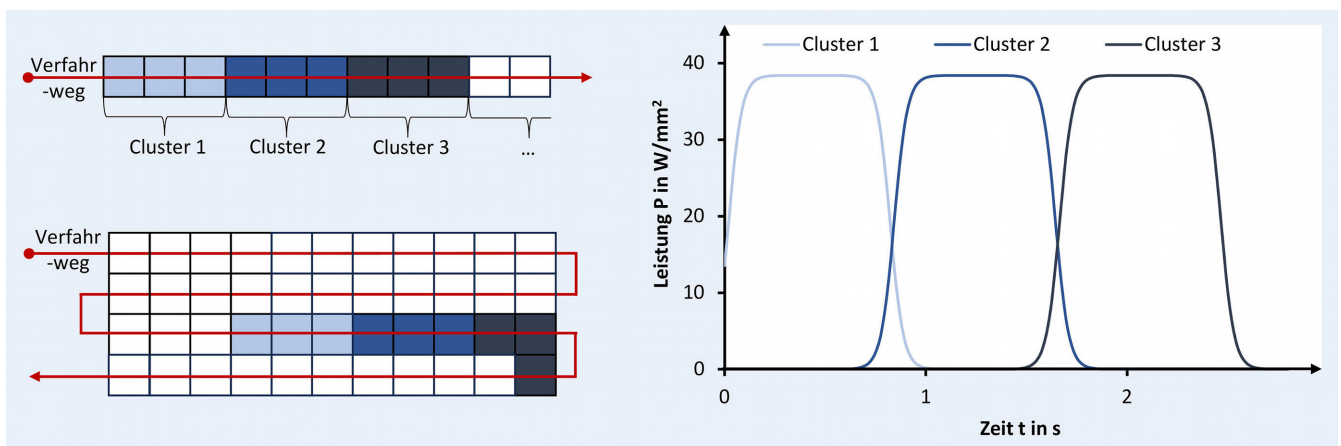 Verfahr
-weg
Cluster 1
Cluster 2
Cluster 3
...
Verfahr
-weg
Cluster 1
Cluster 2
Cluster 3
Leistung P in W/mm²
40
30
20
10
0
0
1
2
Zeit t in s